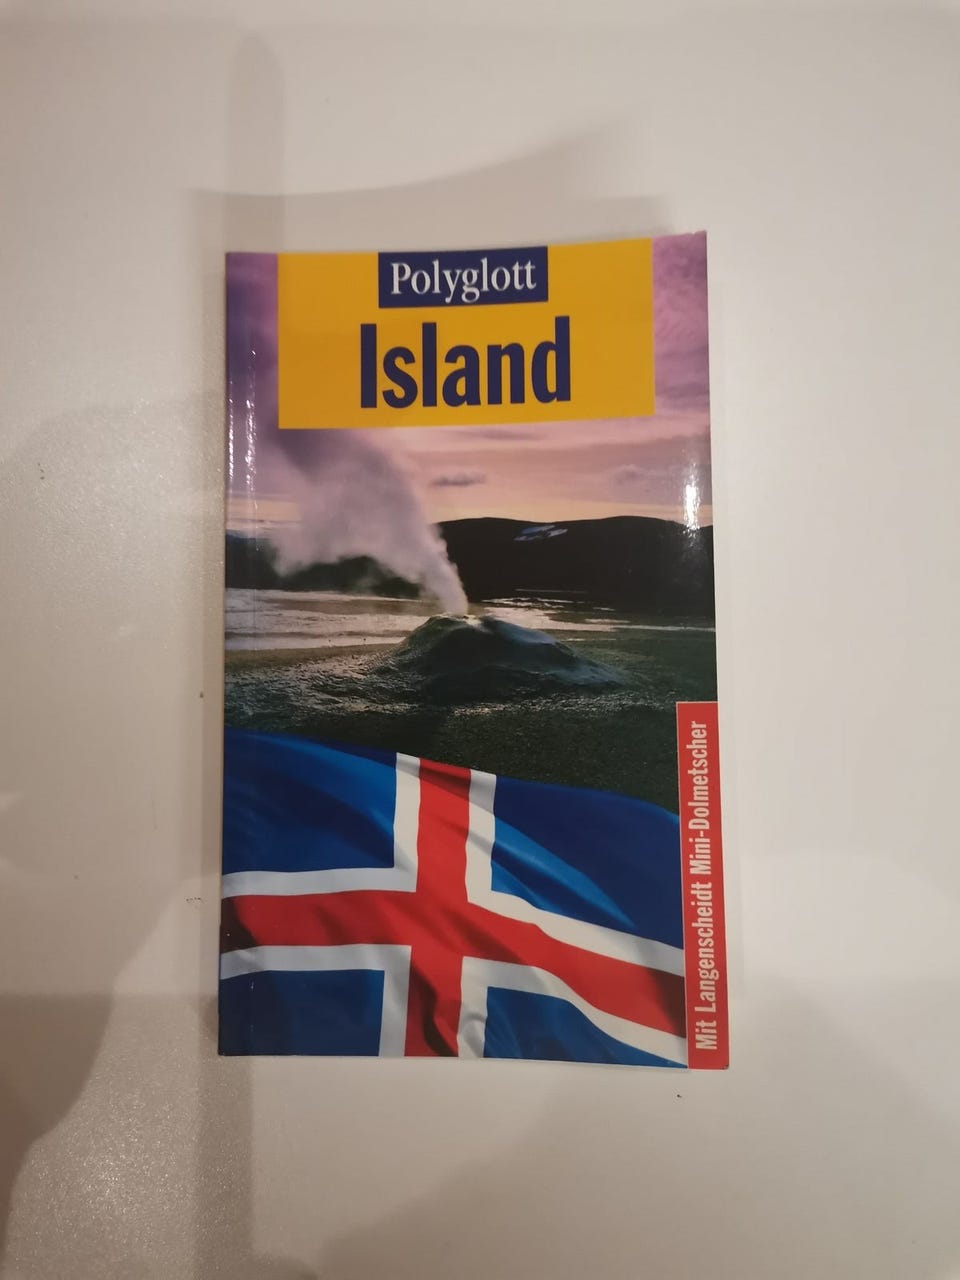 Polyglott
Island
Mit Langenscheidt Mini-Dolmetscher